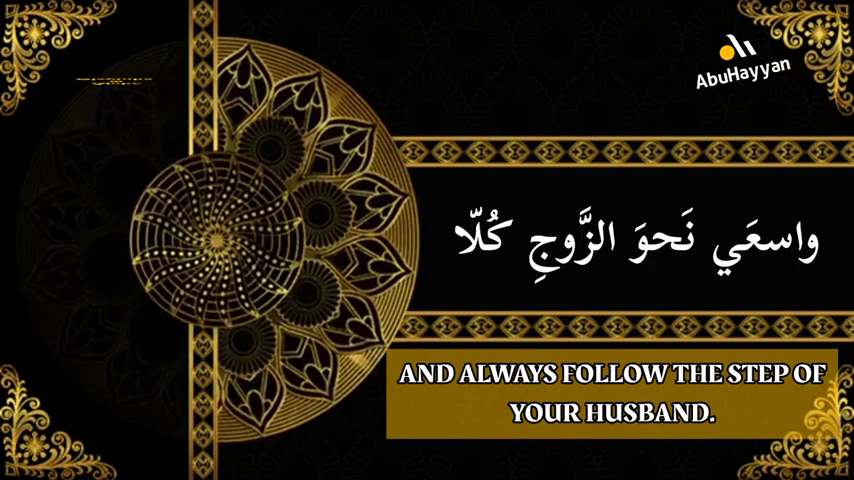 AbuHayyan
واسعَي نَحوَ الزَّوجِ كُلّا
AND ALWAYS FOLLOW THE STEP OF
YOUR HUSBAND.